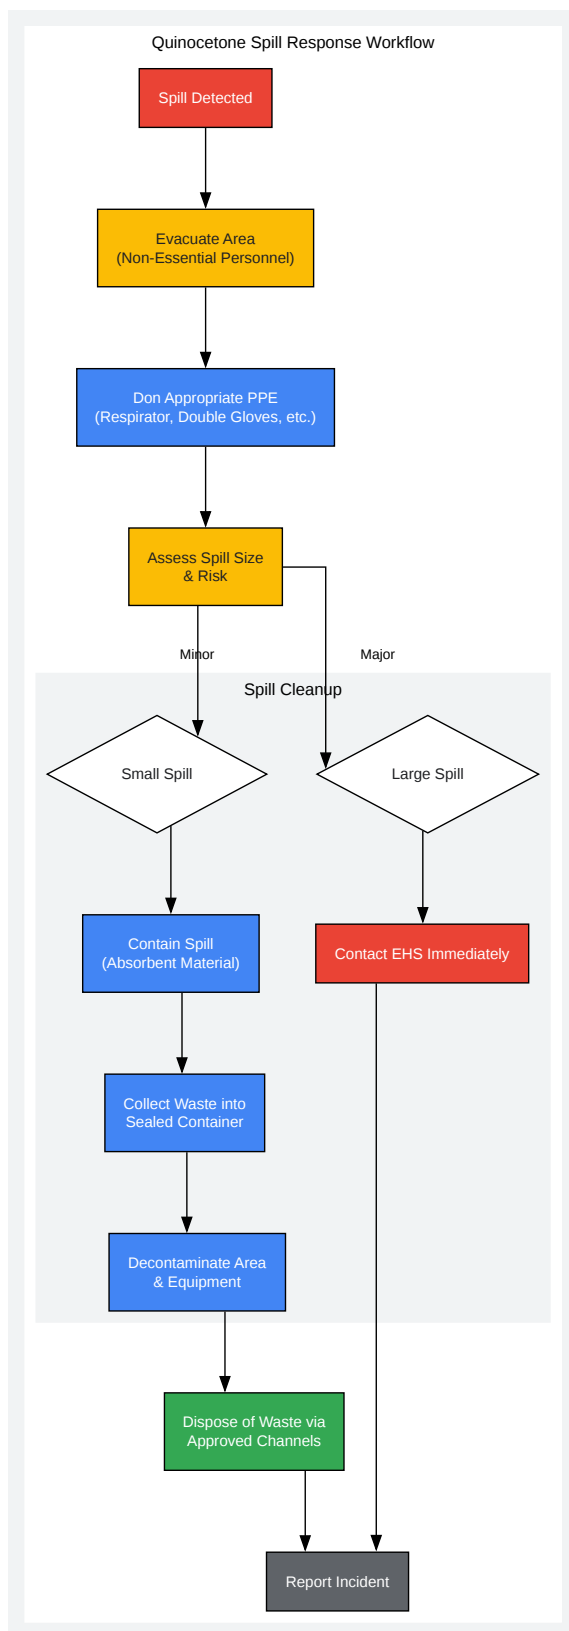 Quinocetone Spill Response Workflow
Spill Detected
Evacuate Area
(Non-Essential Personnel)
Don Appropriate PPE
(Respirator, Double Gloves, etc.)
Assess Spill Size
& Risk
Minor
Major
Spill Cleanup
Small Spill
Large Spill
Contain Spill
(Absorbent Material)
Contact EHS Immediately
Collect Waste into
Sealed Container
Decontaminate Area
& Equipment
Dispose of Waste via
Approved Channels
Report Incident